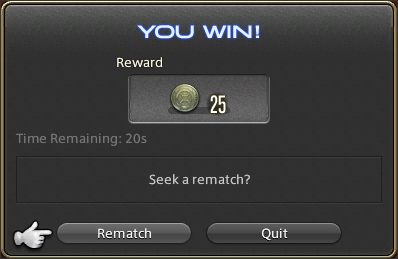 YOU WIN!
Reward
25
Time Remaining: 20s
Seek a rematch?
Rematch Quit